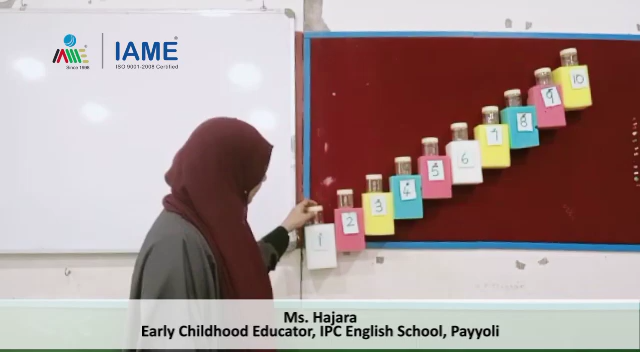 IAME
Since 1998
IAME
ISO 9001-2008 Certified
1
2
3
4
5
6
7
8
9
10
Ms. Hajara
Early Childhood Educator, IPC English School, Payyoli